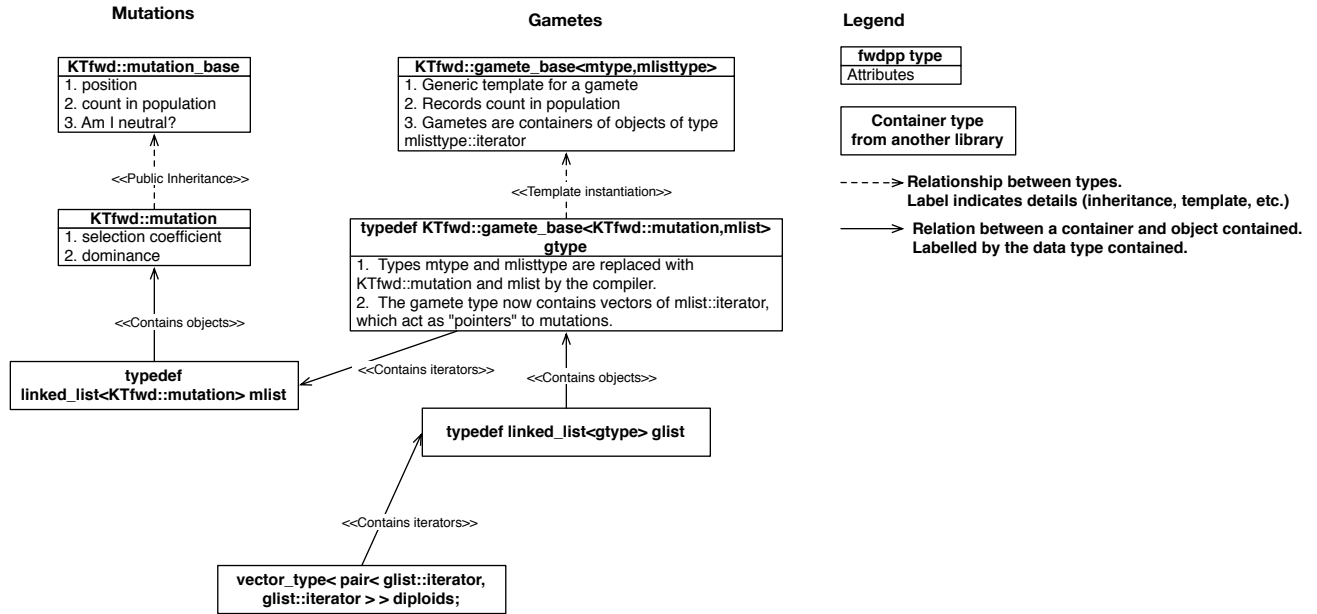 Mutations
KTfwd::mutation_base
1. position
2. count in population
3. Am I neutral?
<<Public Inheritance>>
KTfwd::mutation
1. selection coefficient
2. dominance
<<Contains objects>>
typedef
linked_list<KTfwd::mutation> mlist
Gametes
KTfwd::gamete_base<mtype,mlisttype>
1. Generic template for a gamete
2. Records count in population
3. Gametes are containers of objects of type
mlisttype::iterator
<<Template instantiation>>
typedef KTfwd::gamete_base<KTfwd::mutation,mlist>
gtype
1. Types mtype and mlisttype are replaced with
KTfwd::mutation and mlist by the compiler.
2. The gamete type now contains vectors of mlist::iterator,
which act as "pointers" to mutations.
<<Contains iterators>>
<<Contains objects>>
typedef linked_list<gtype> glist
<<Contains iterators>>
vector_type< pair< glist::iterator,
glist::iterator > > diploids;
Legend
fwdpp type
Attributes
Container type
from another library
Relationship between types.
Label indicates details (inheritance, template, etc.)
Relation between a container and object contained.
Labelled by the data type contained.